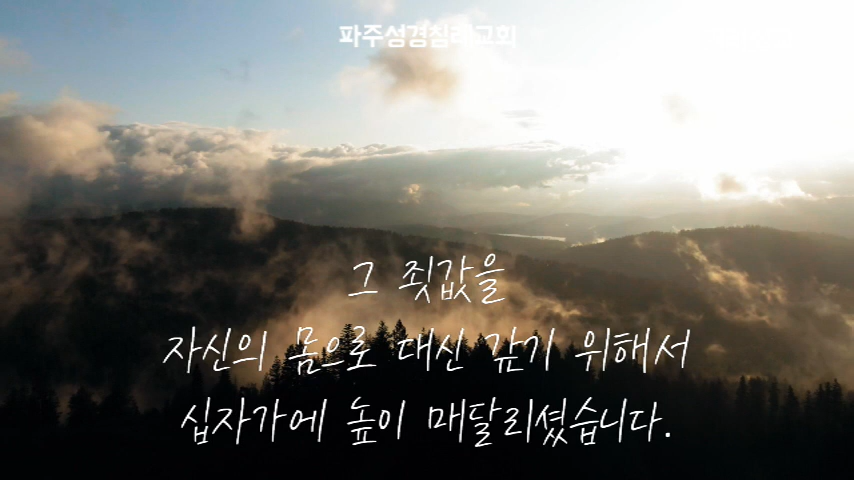 파주성경침례교회
그 죗값을
자신의 몸으로 대신 갚기 위해서
십자가에 높이 매달리셨습니다.